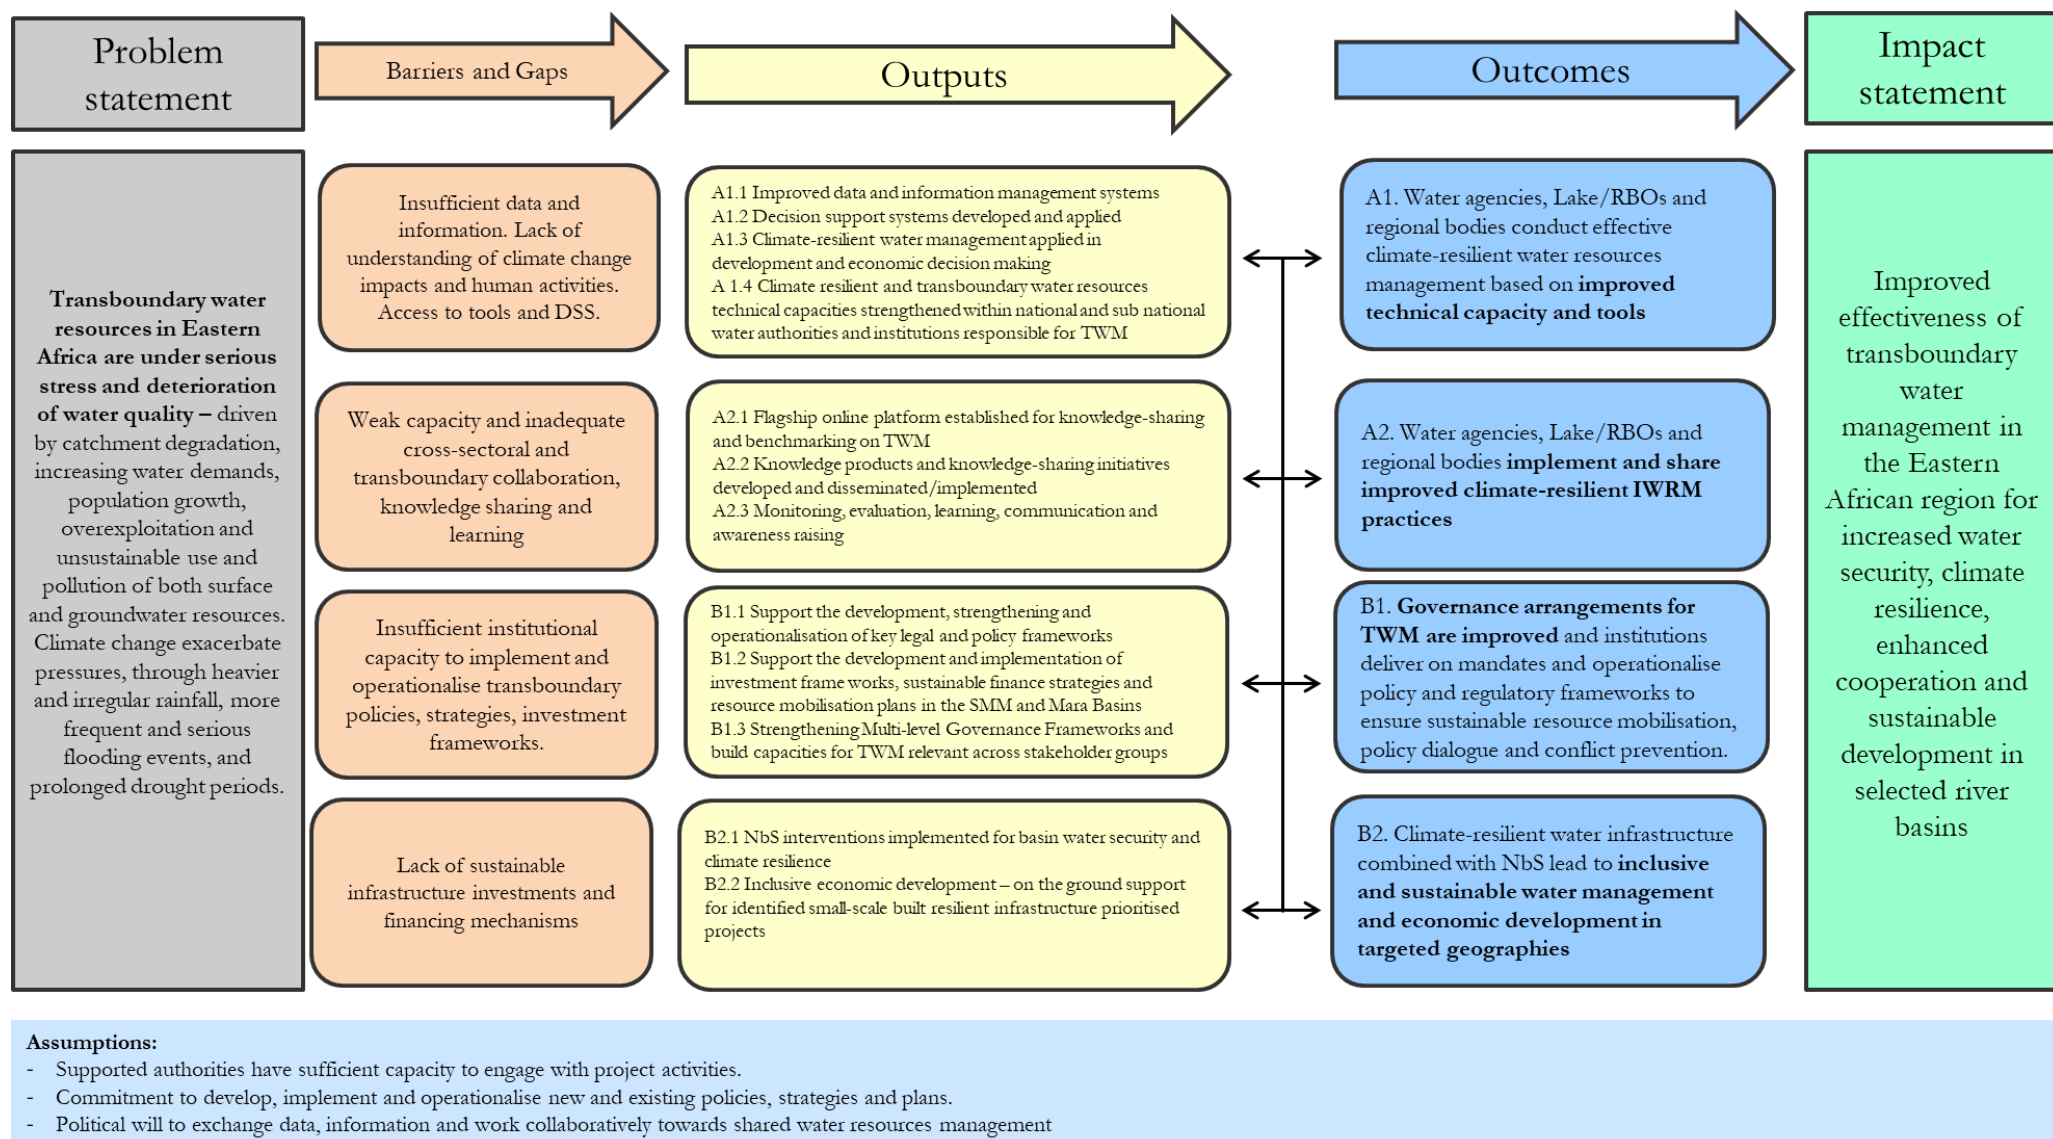 Problem
statement
Barriers and Gaps
Outputs
Outcomes
Impact
statement
Transboundary water
resources in Eastern
Africa are under serious
stress and deterioration
of water quality – driven
by catchment degradation,
increasing water demands,
population growth,
overexploitation and
unsustainable use and
pollution of both surface
and groundwater resources.
Climate change exacerbate
pressures, through heavier
and irregular rainfall, more
frequent and serious
flooding events, and
prolonged drought periods.
Insufficient data and
information. Lack of
understanding of climate change
impacts and human activities.
Access to tools and DSS.
Weak capacity and inadequate
cross-sectoral and
transboundary collaboration,
knowledge sharing and
learning
Insufficient institutional
capacity to implement and
operationalise transboundary
policies, strategies, investment
frameworks.
Lack of sustainable
infrastructure investments and
financing mechanisms
A1.1 Improved data and information management systems
A1.2 Decision support systems developed and applied
A1.3 Climate-resilient water management applied in
development and economic decision making
A 1.4 Climate resilient and transboundary water resources
technical capacities strengthened within national and sub national
water authorities and institutions responsible for TWM
A2.1 Flagship online platform established for knowledge-sharing
and benchmarking on TWM
A2.2 Knowledge products and knowledge-sharing initiatives
developed and disseminated/implemented
A2.3 Monitoring, evaluation, learning, communication and
awareness raising
B1.1 Support the development, strengthening and
operationalisation of key legal and policy frameworks
B1.2 Support the development and implementation of
investment frame works, sustainable finance strategies and
resource mobilisation plans in the SMM and Mara Basins
B1.3 Strengthening Multi-level Governance Frameworks and
build capacities for TWM relevant across stakeholder groups
B2.1 NbS interventions implemented for basin water security and
climate resilience
B2.2 Inclusive economic development – on the ground support
for identified small-scale built resilient infrastructure prioritised
projects
A1. Water agencies, Lake/RBOs and
regional bodies conduct effective
climate-resilient water resources
management based on improved
technical capacity and tools
A2. Water agencies, Lake/RBOs and
regional bodies implement and share
improved climate-resilient IWRM
practices
B1. Governance arrangements for
TWM are improved and institutions
deliver on mandates and operationalise
policy and regulatory frameworks to
ensure sustainable resource mobilisation,
policy dialogue and conflict prevention.
B2. Climate-resilient water infrastructure
combined with NbS lead to inclusive
and sustainable water management
and economic development in
targeted geographies
Improved
effectiveness of
transboundary
water
management in
the Eastern
African region for
increased water
security, climate
resilience,
enhanced
cooperation and
sustainable
development in
selected river
basins
Assumptions:
- Supported authorities have sufficient capacity to engage with project activities.
- Commitment to develop, implement and operationalise new and existing policies, strategies and plans.
- Political will to exchange data, information and work collaboratively towards shared water resources management